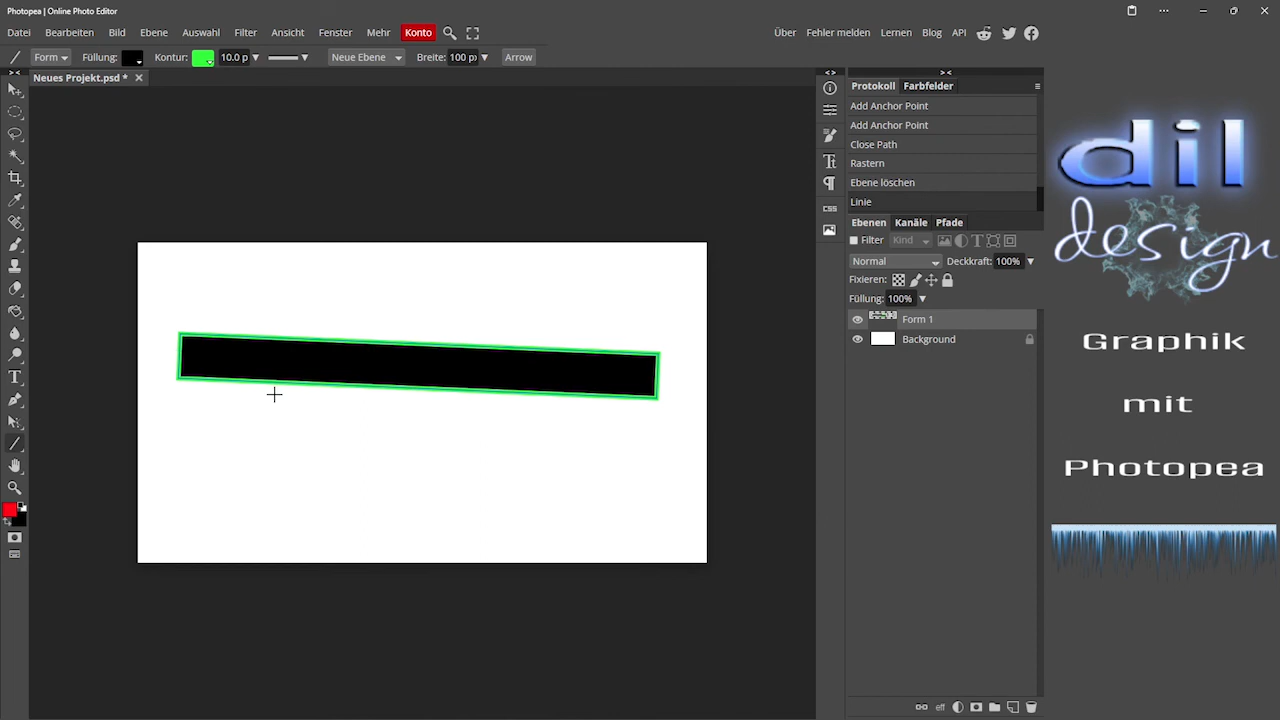 Photopea | Online Photo Editor
Datei Bearbeiten Bild Ebene Auswahl Filter Ansicht Fenster Mehr Konto Über Fehler melden Lernen Blog API
Form Füllung: Kontur: 10.0 p Neue Ebene Breite: 100 px Arrow
Neues Projekt.psd *
Protokoll Farbfelder
Add Anchor Point
Add Anchor Point
Close Path
Rastern
Ebene löschen
Linie
Ebenen Kanäle Pfade
Filter Kind
Normal Deckkraft: 100%
Fixieren:
Füllung: 100%
Form 1
Background
CSS
eff
dil
design
Graphik
mit
Photopea